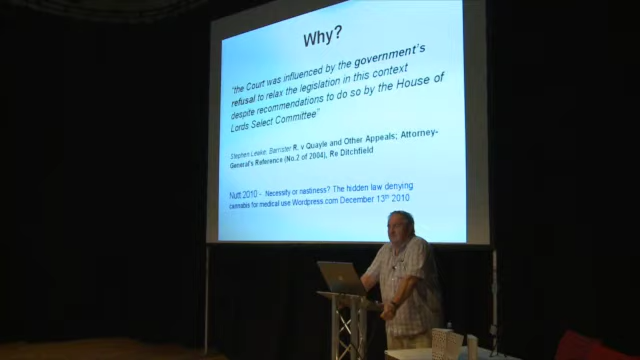 Why?
"the Court was influenced by the government's
refusal to relax the legislation in this context
despite recommendations to do so by the House of
Lords Select Committee"
Stephen Leake, Barrister R. v Quayle and Other Appeals; Attorney-
General's Reference (No.2 of 2004), Re Ditchfield
Nutt 2010 - Necessity or nastiness? The hidden law denying
cannabis for medical use Wordpress.com December 13th 2010